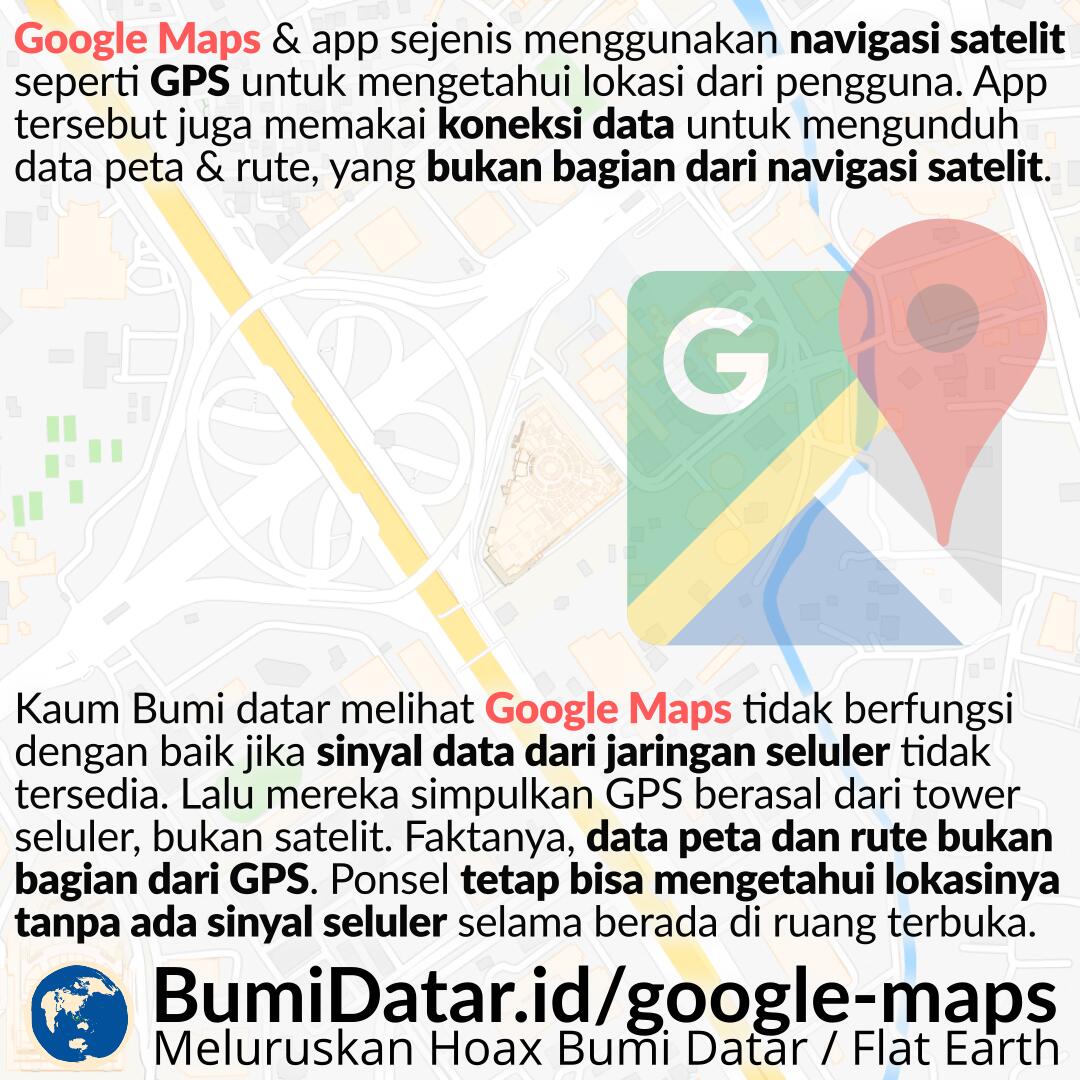 Google Maps & app sejenis menggunakan navigasi satelit
seperti GPS untuk mengetahui lokasi dari pengguna. App
tersebut juga memakai koneksi data untuk mengunduh
data peta & rute, yang bukan bagian dari navigasi satelit.
G
Kaum Bumi datar melihat Google Maps tidak berfungsi
dengan baik jika sinyal data dari jaringan seluler tidak
tersedia. Lalu mereka simpulkan GPS berasal dari tower
seluler, bukan satelit. Faktanya, data peta dan rute bukan
bagian dari GPS. Ponsel tetap bisa mengetahui lokasinya
tanpa ada sinyal seluler selama berada di ruang terbuka.
BumiDatar.id/google-maps
Meluruskan Hoax Bumi Datar / Flat Earth